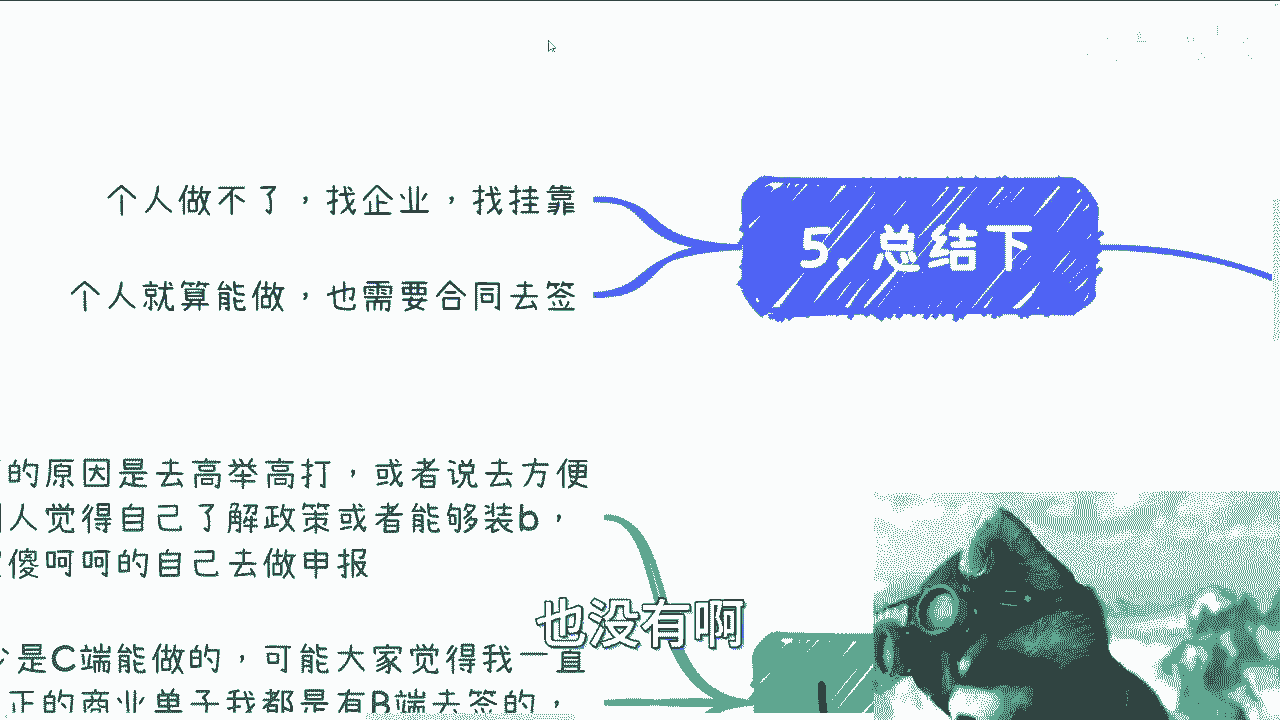 个人做不了，找企业，找挂靠
5. 总结下
个人就算能做，也需要合同去签
的原因是去高举高打，或者说去方便
人觉得自己了解政策或者能够装b，
傻呵呵的自己去做申报
也没有啊
是C端能做的，可能大家觉得我一直
正的商业单子我都是有B端去签的，